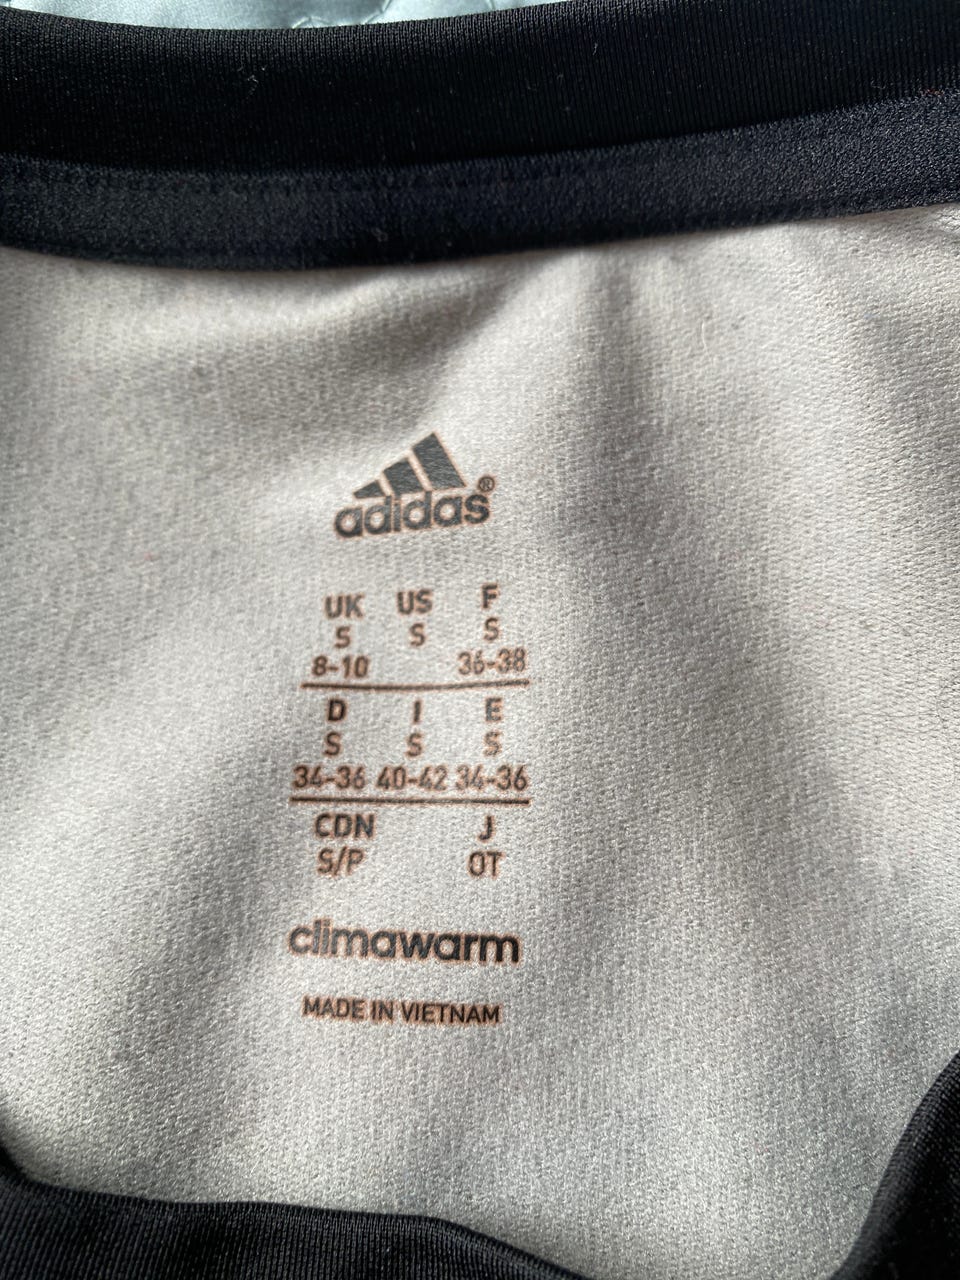 adidas®
UK US F
S S S
8-10 36-38
D I E
S S S
34-36 40-42 34-36
CDN J
S/P OT
climawarm
MADE IN VIETNAM